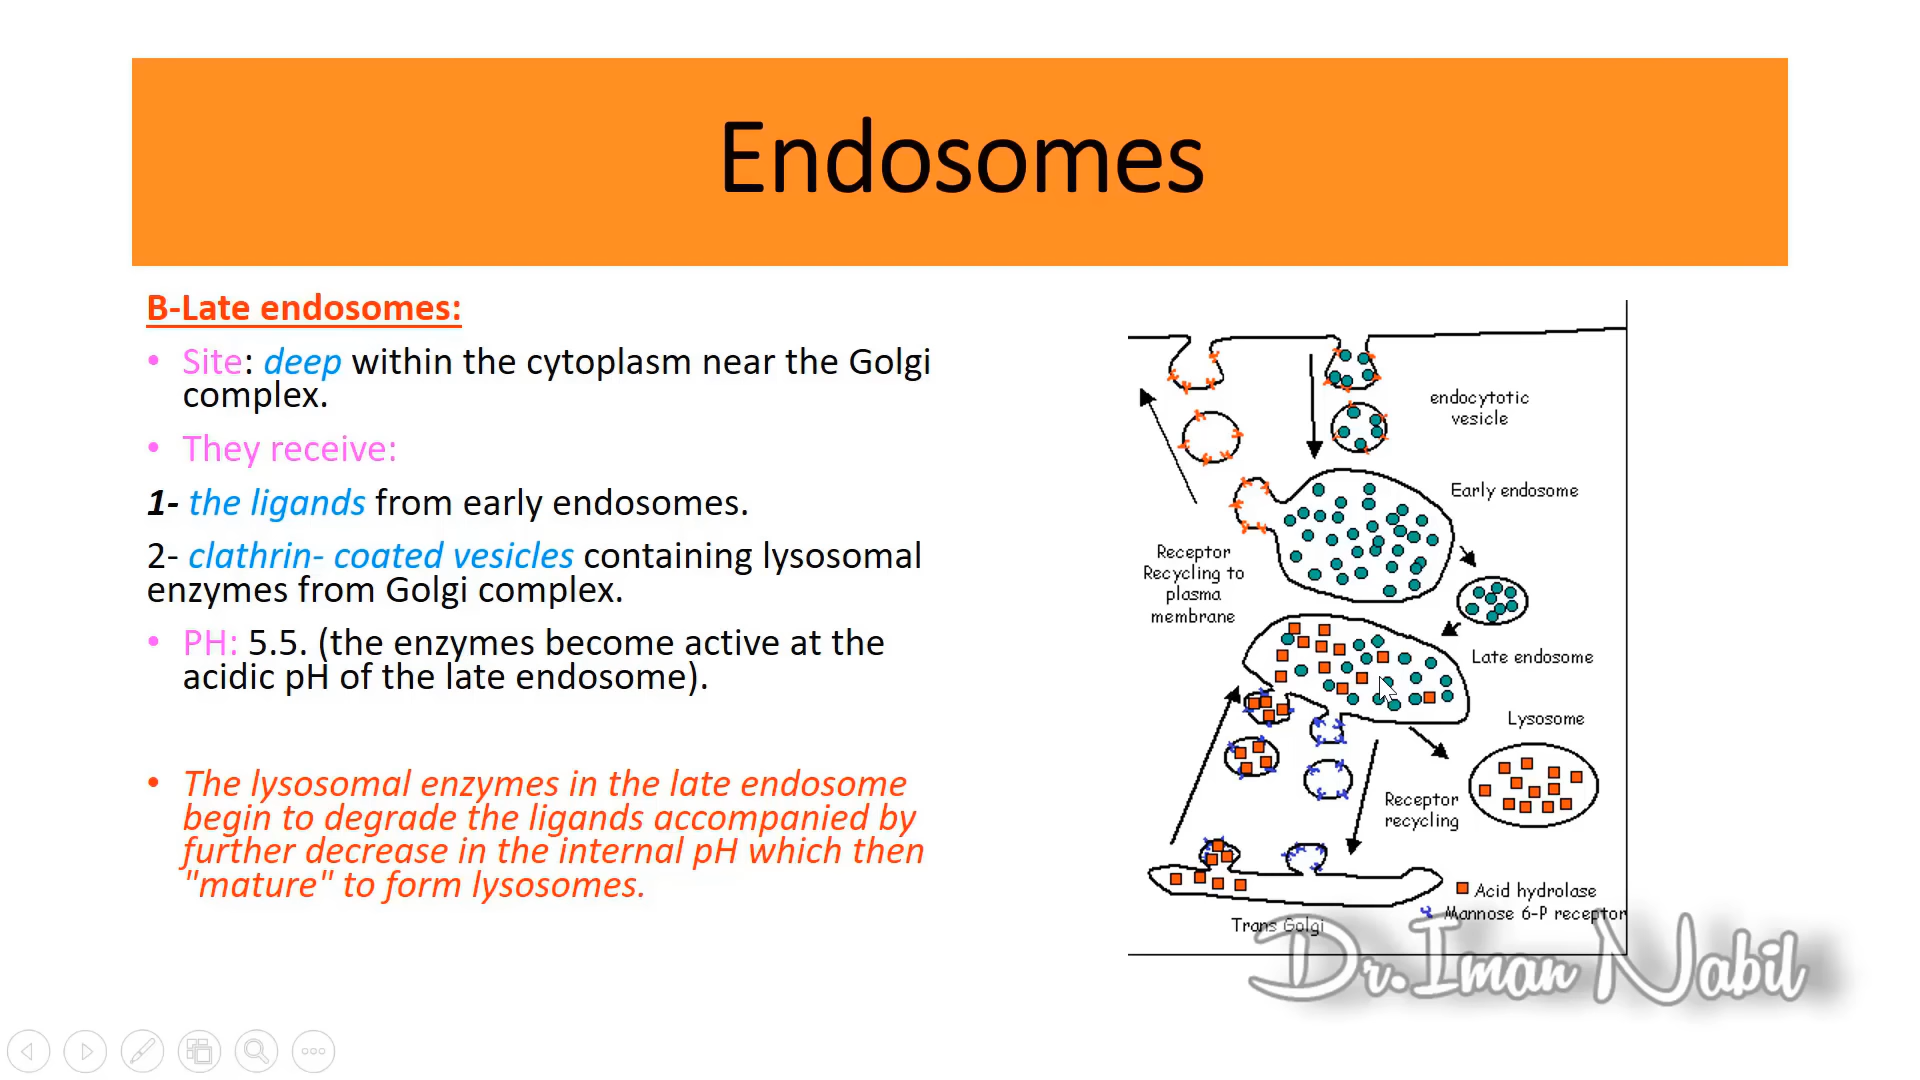 Endosomes
B-Late endosomes:
• Site: deep within the cytoplasm near the Golgi
complex.
• They receive:
1- the ligands from early endosomes.
2- clathrin- coated vesicles containing lysosomal
enzymes from Golgi complex.
• PH: 5.5. (the enzymes become active at the
acidic pH of the late endosome).
• The lysosomal enzymes in the late endosome
begin to degrade the ligands accompanied by
further decrease in the internal pH which then
"mature" to form lysosomes.
endocytotic
vesicle
Early endosome
Receptor
Recycling to
plasma
membrane
Late endosome
Lysosome
Receptor
recycling
Acid hydrolase
Mannose 6-P receptor
Trans Golgi
Dr.Iman Nabil